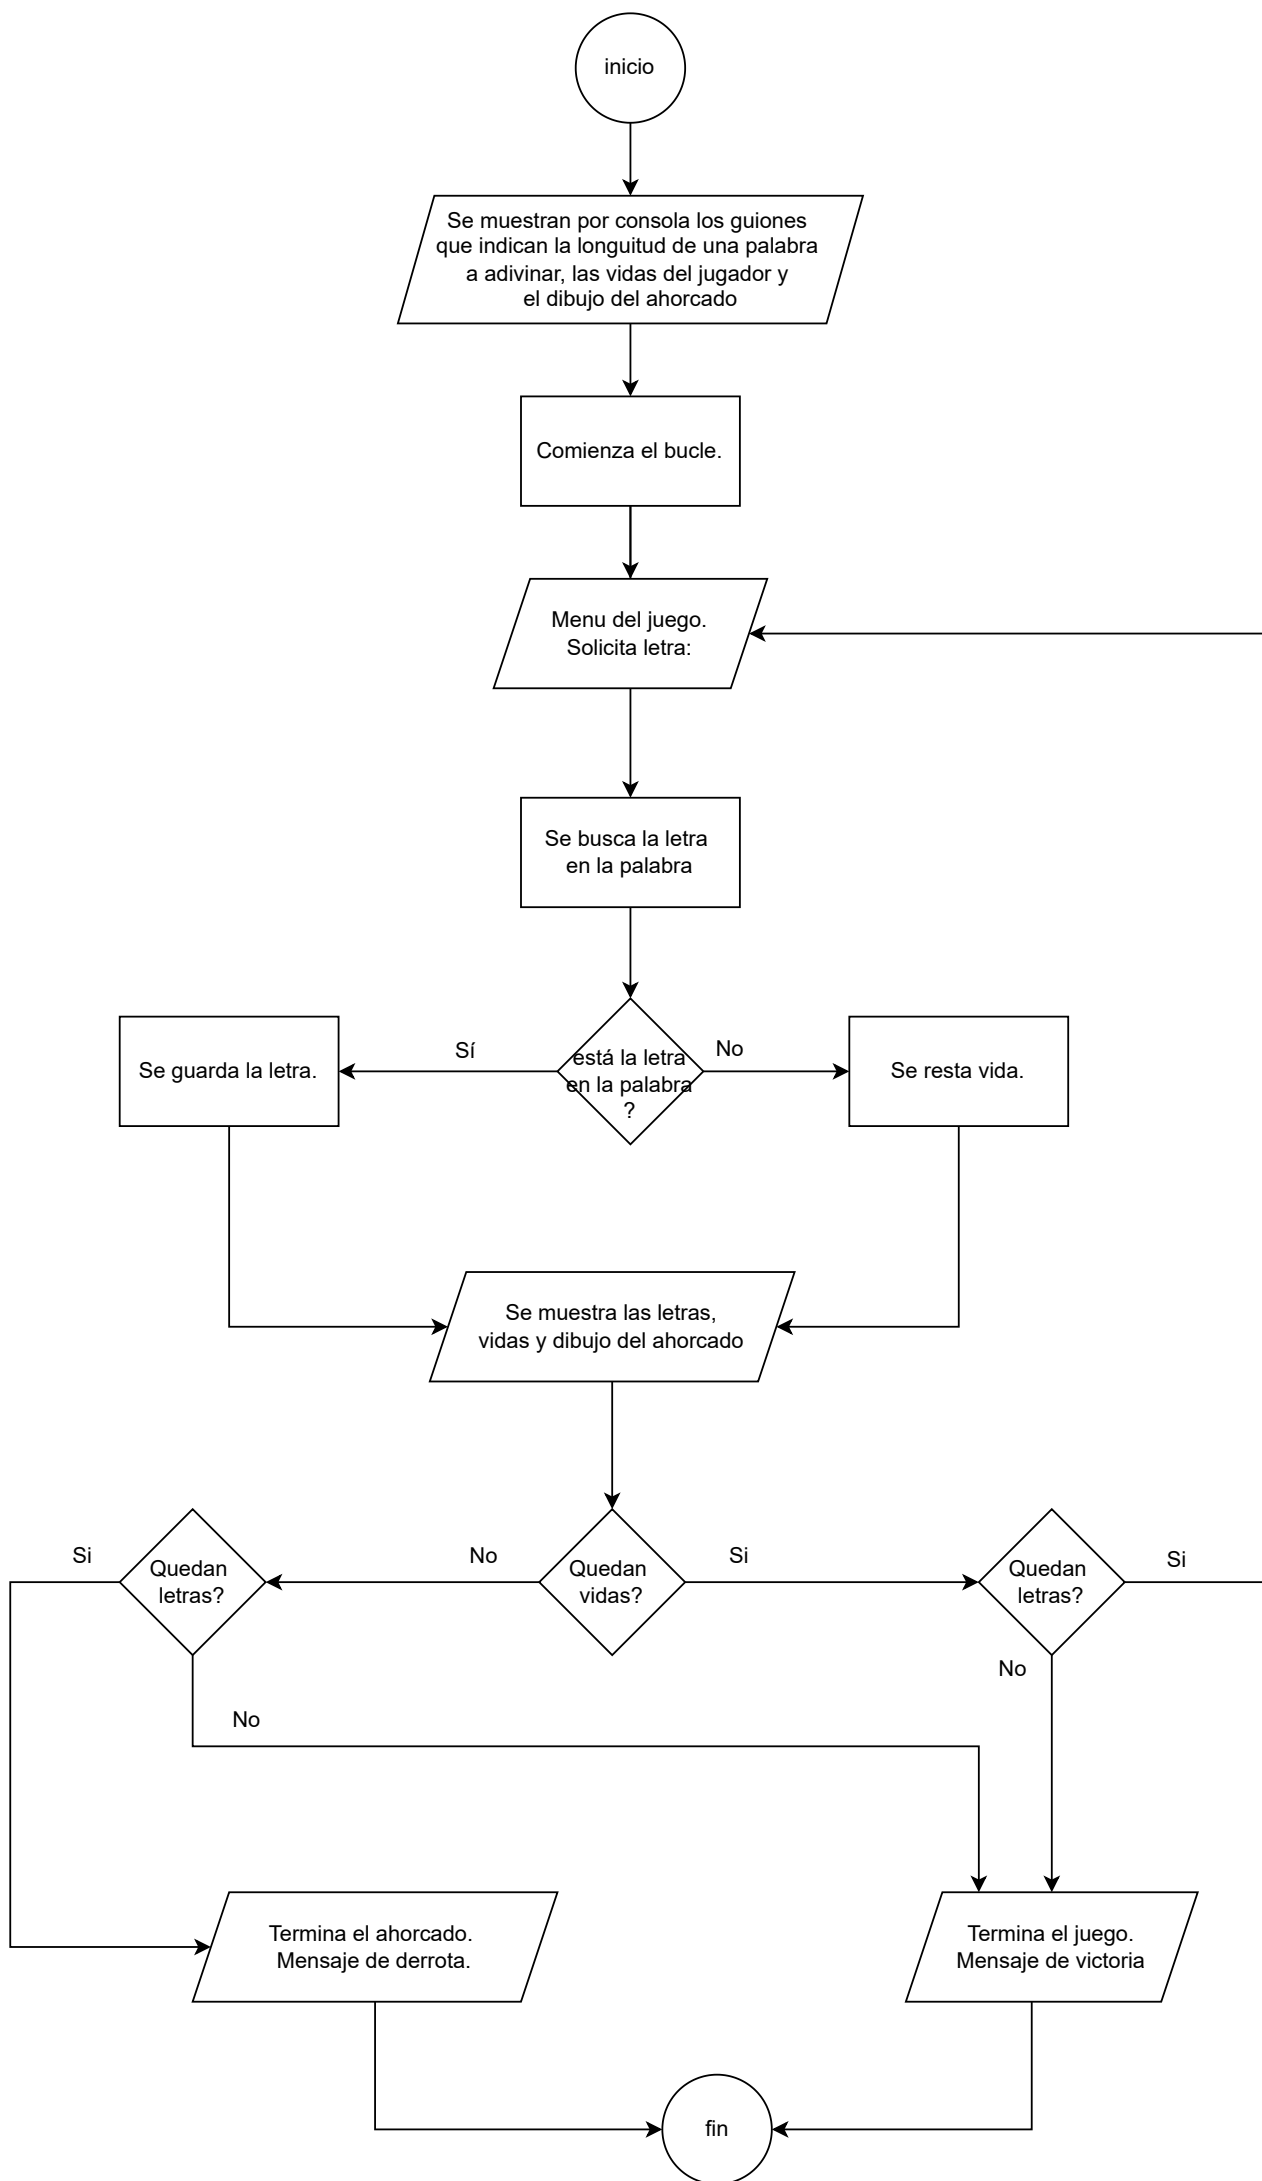 inicio
Se muestran por consola los guiones
que indican la longuitud de una palabra
a adivinar, las vidas del jugador y
el dibujo del ahorcado
Comienza el bucle.
Menu del juego.
Solicita letra:
Se busca la letra
en la palabra
Se guarda la letra.
Sí
está la letra
en la palabra
?
No
Se resta vida.
Se muestra las letras,
vidas y dibujo del ahorcado
Si
Quedan
letras?
No
Quedan
vidas?
Si
Quedan
letras?
Si
No
No
Termina el ahorcado.
Mensaje de derrota.
Termina el juego.
Mensaje de victoria
fin